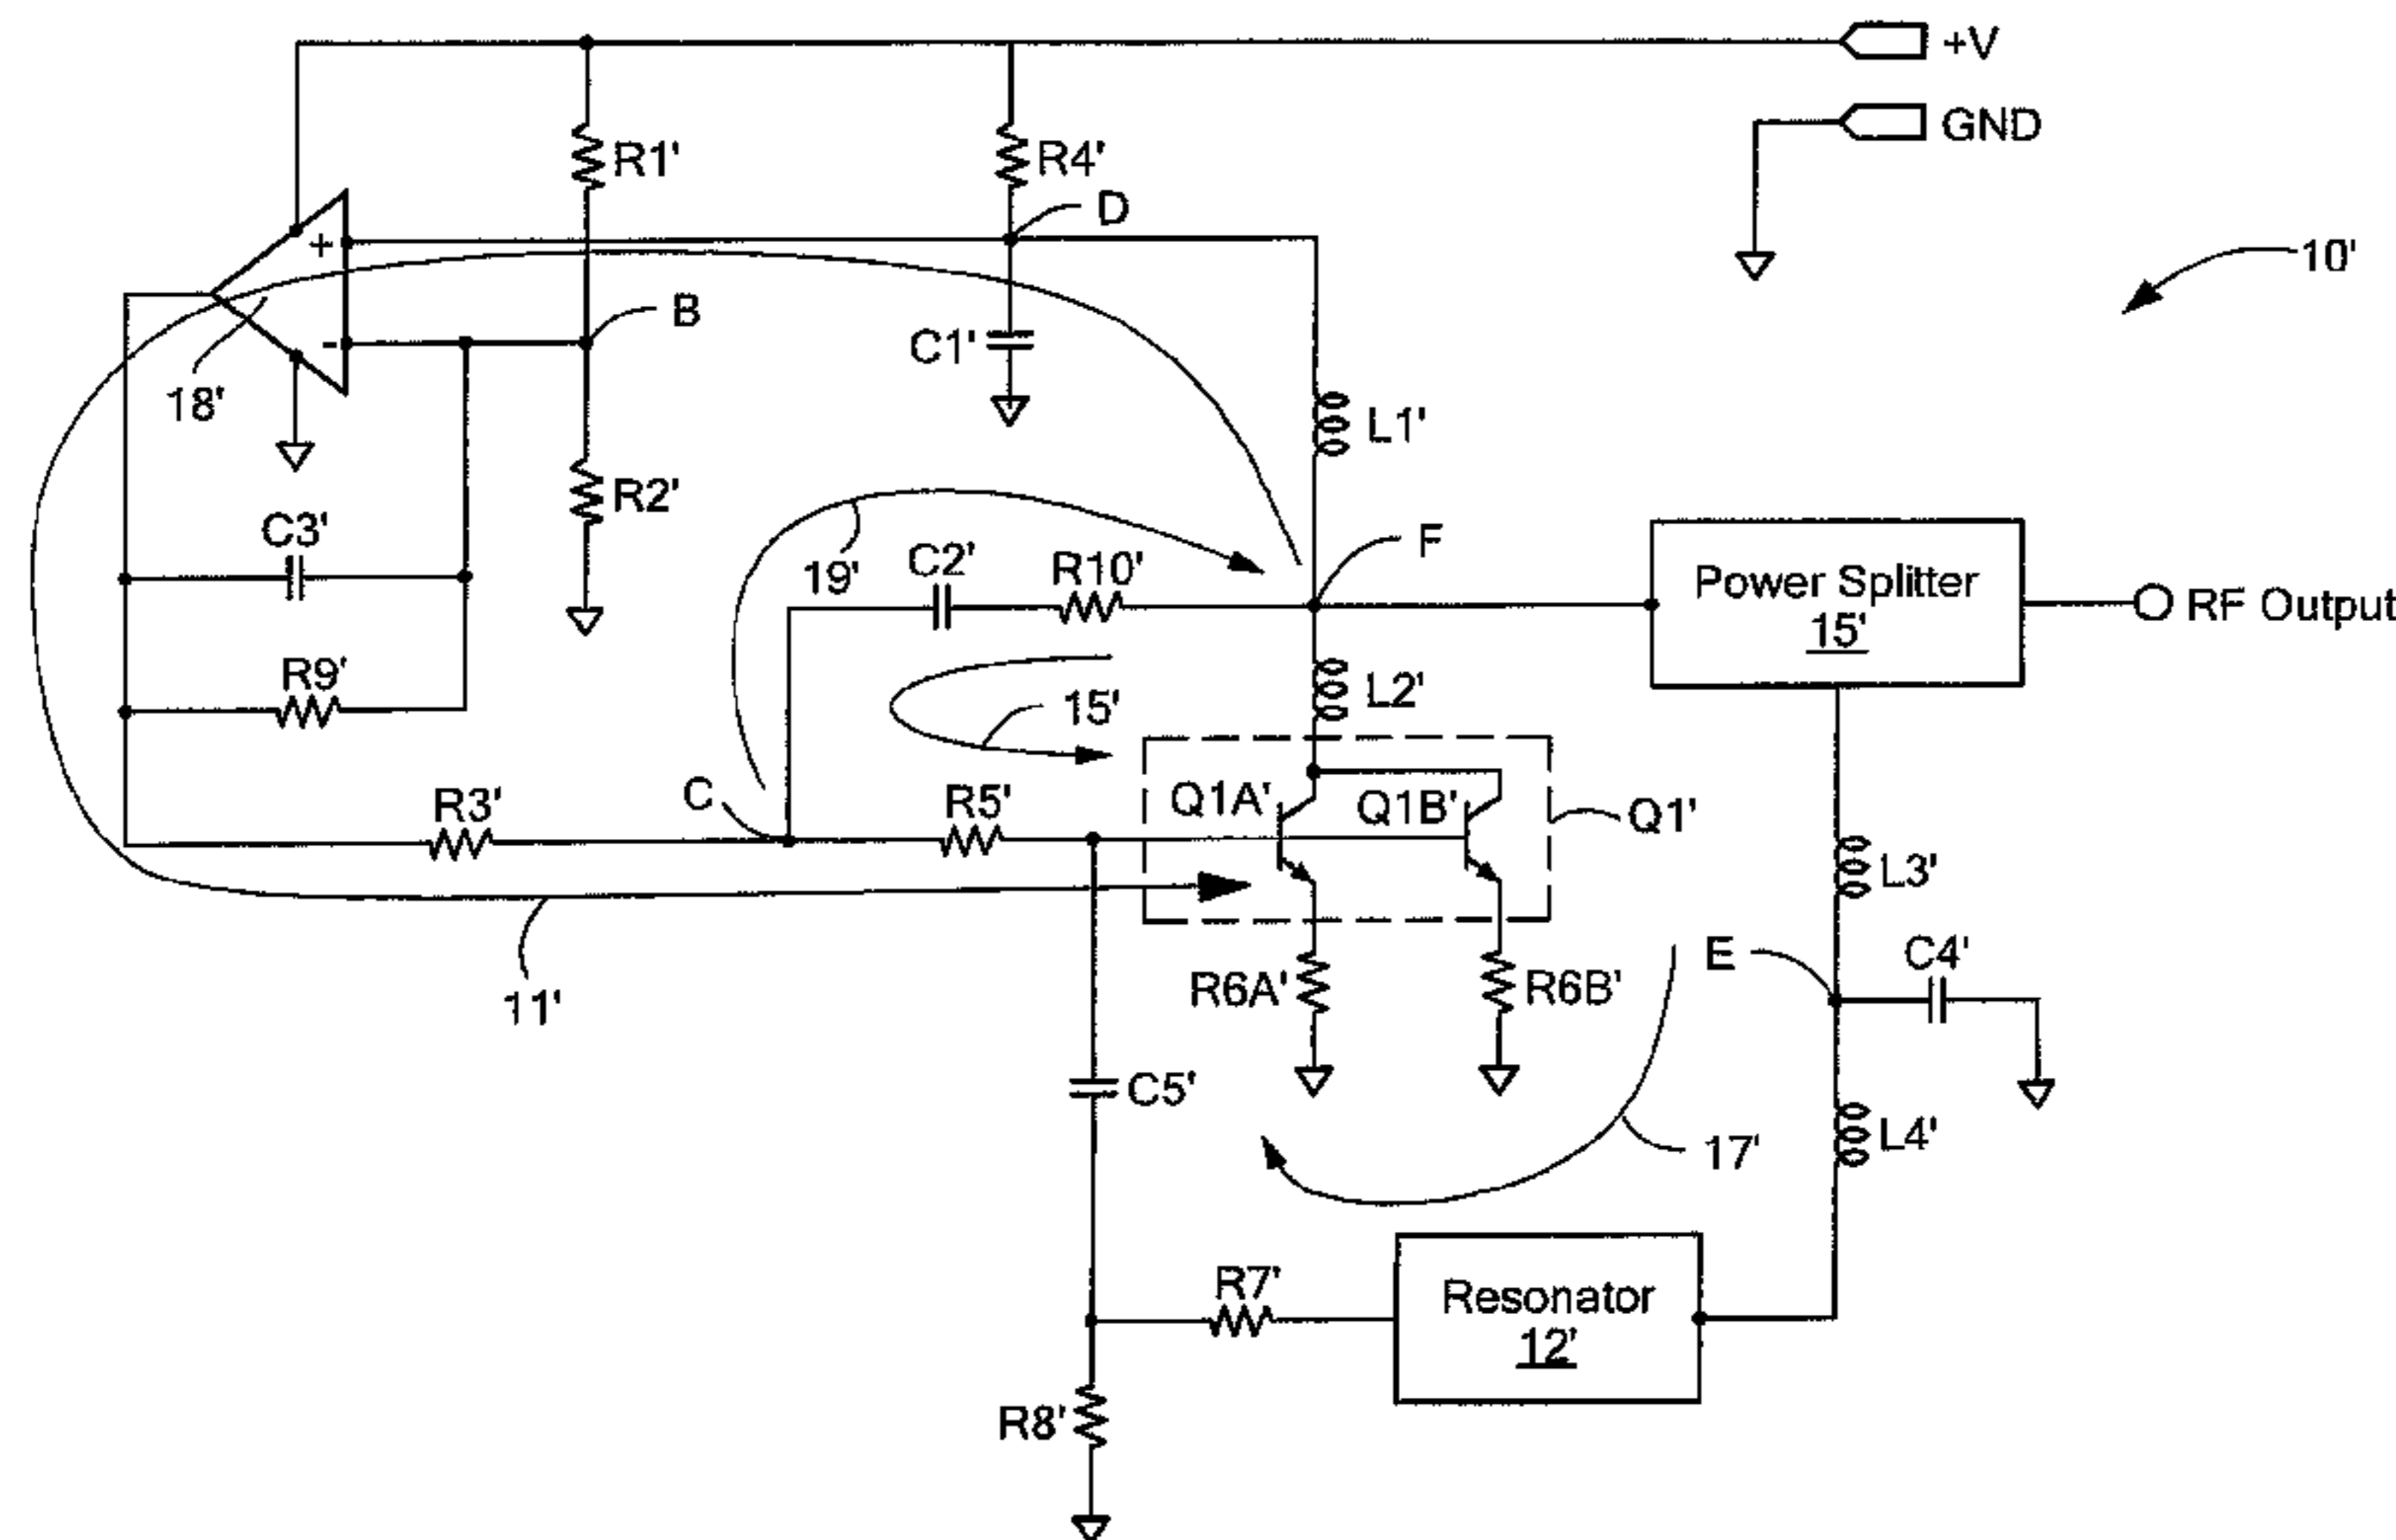 +V
GND
R1'
R4'
D
10'
+
B
-
C1'
18'
L1'
R2'
C3'
F
19'
C2'
R10'
Power Splitter
15'
RF Output
R9'
15'
L2'
C
R3'
R5'
Q1A'
Q1B'
Q1'
L3'
E
C4'
R6A'
R6B'
11'
C5'
17'
L4'
R7'
Resonator
12'
R8'